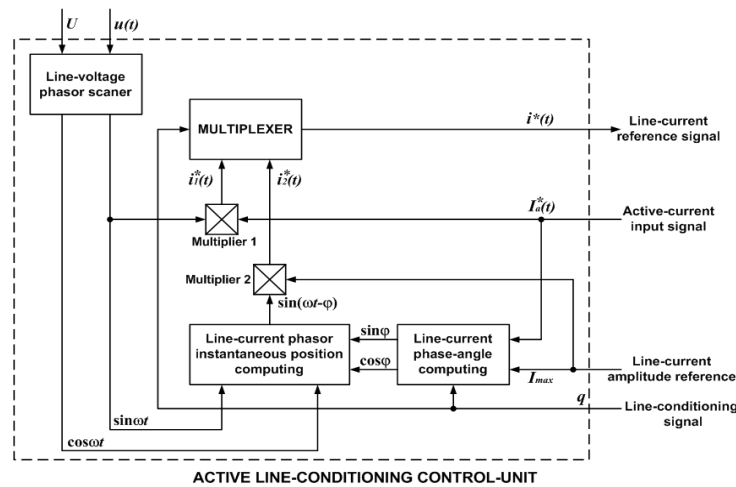 U
u(t)
Line-voltage
phasor scaner
MULTIPLEXER
i*(t)
Line-current
reference signal
i₁*(t)
i₂*(t)
Iₐ*(t)
Active-current
input signal
Multiplier 1
Multiplier 2
sin(ωt-φ)
Line-current phasor
instantaneous position
computing
sinφ
cosφ
Line-current
phase-angle
computing
I_max
Line-current
amplitude reference
q
Line-conditioning
signal
sinωt
cosωt
ACTIVE LINE-CONDITIONING CONTROL-UNIT